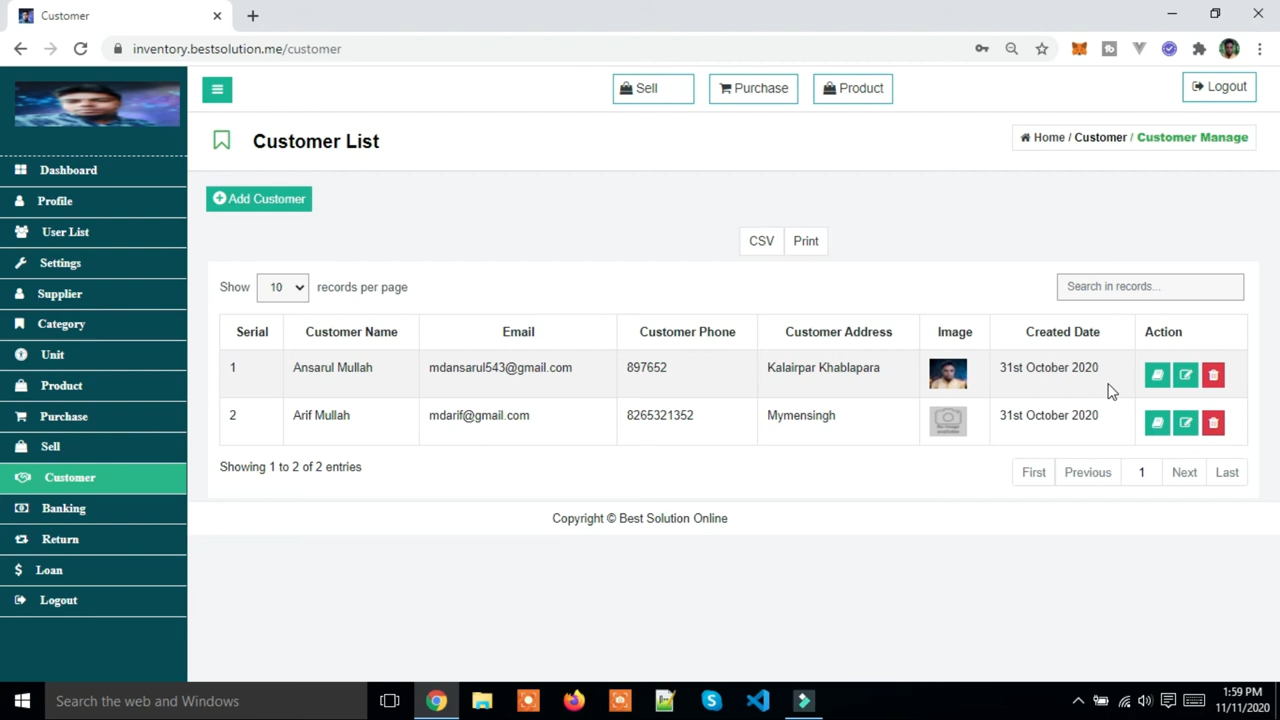 Customer
inventory.bestsolution.me/customer
Sell
Purchase
Product
Logout
Customer List
Home / Customer / Customer Manage
Dashboard
Profile
User List
Settings
Supplier
Category
Unit
Product
Purchase
Sell
Customer
Banking
Return
Loan
Logout
Add Customer
CSV Print
Show 10 records per page
Search in records...
Serial Customer Name Email Customer Phone Customer Address Image Created Date Action
1 Ansarul Mullah mdansarul543@gmail.com 897652 Kalairpar Khablapara 31st October 2020
2 Arif Mullah mdarif@gmail.com 8265321352 Mymensingh 31st October 2020
Showing 1 to 2 of 2 entries
First Previous 1 Next Last
Copyright © Best Solution Online
Search the web and Windows
1:59 PM
11/11/2020